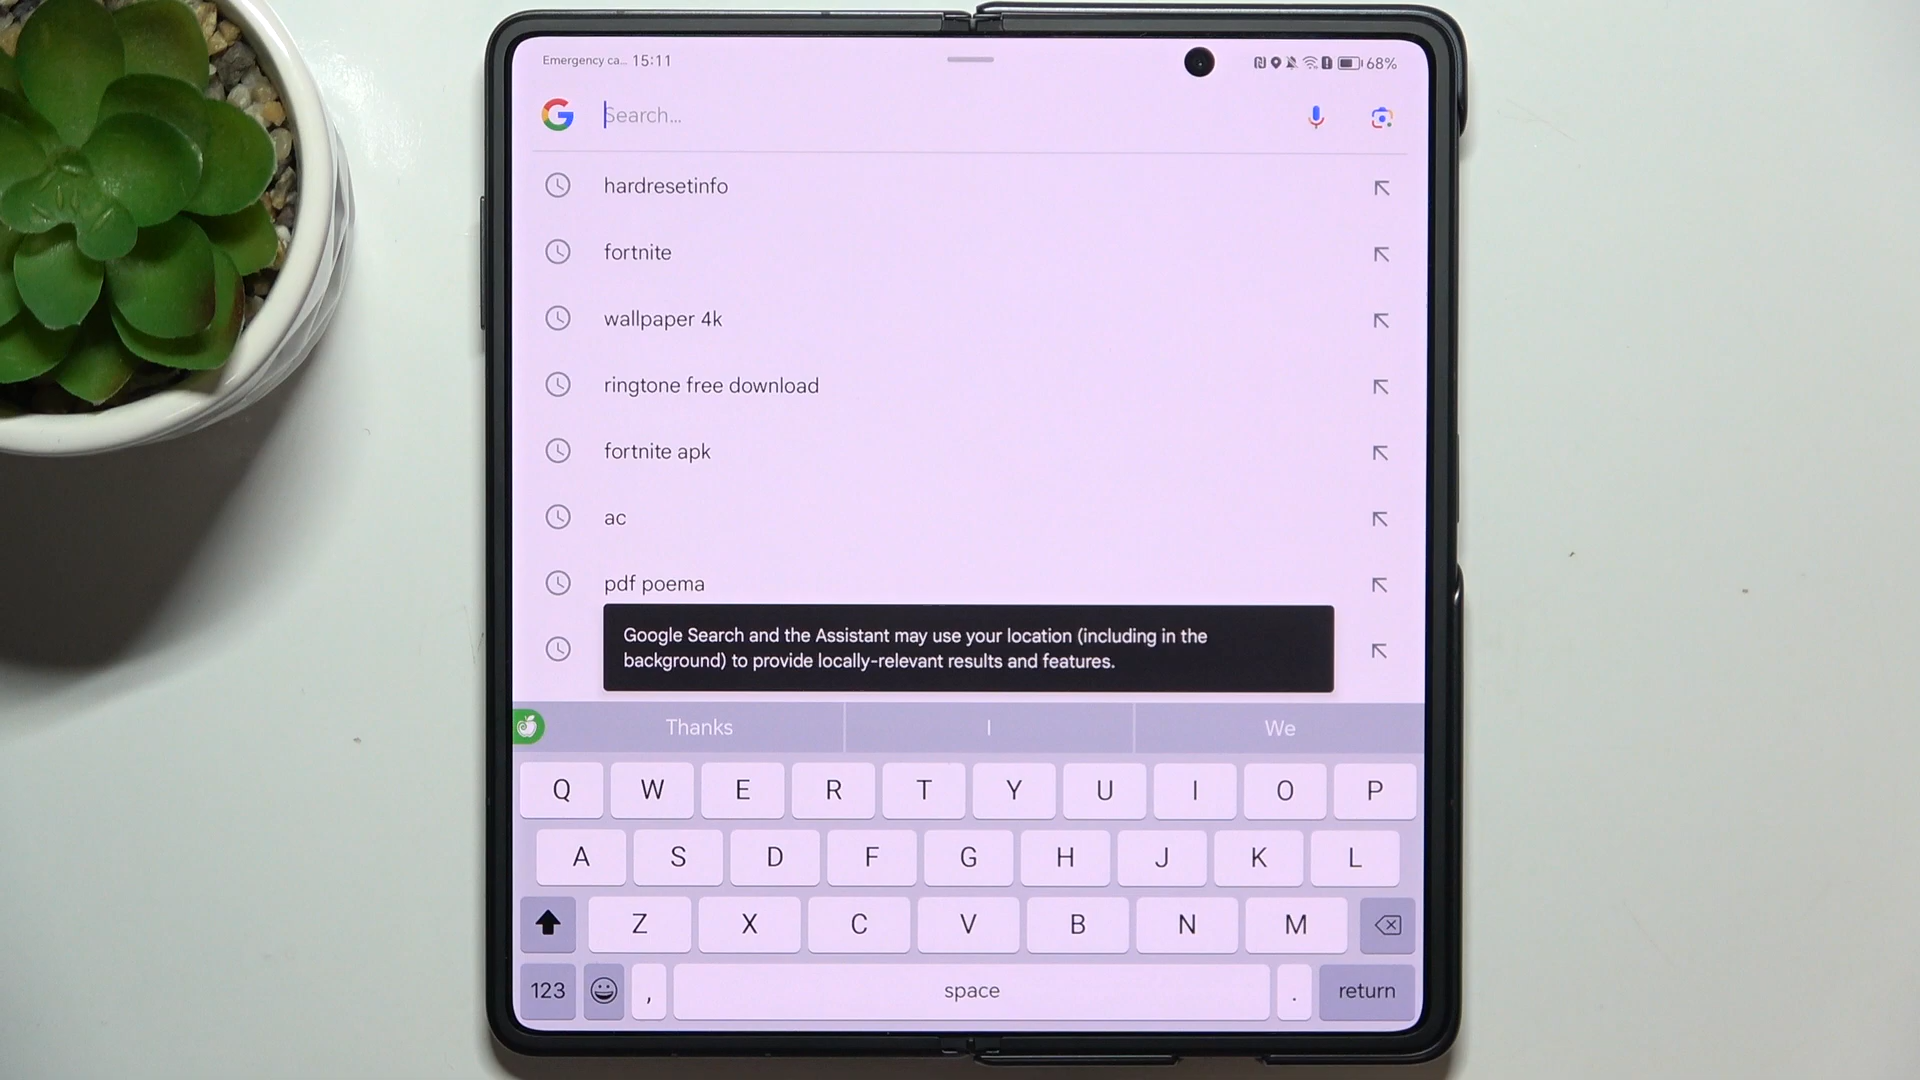 Emergency ca... 15:11
68%
Search...
hardresetinfo
fortnite
wallpaper 4k
ringtone free download
fortnite apk
ac
pdf poema
Google Search and the Assistant may use your location (including in the
background) to provide locally-relevant results and features.
Thanks I We
Q W E R T Y U I O P
A S D F G H J K L
Z X C V B N M
123 , space . return